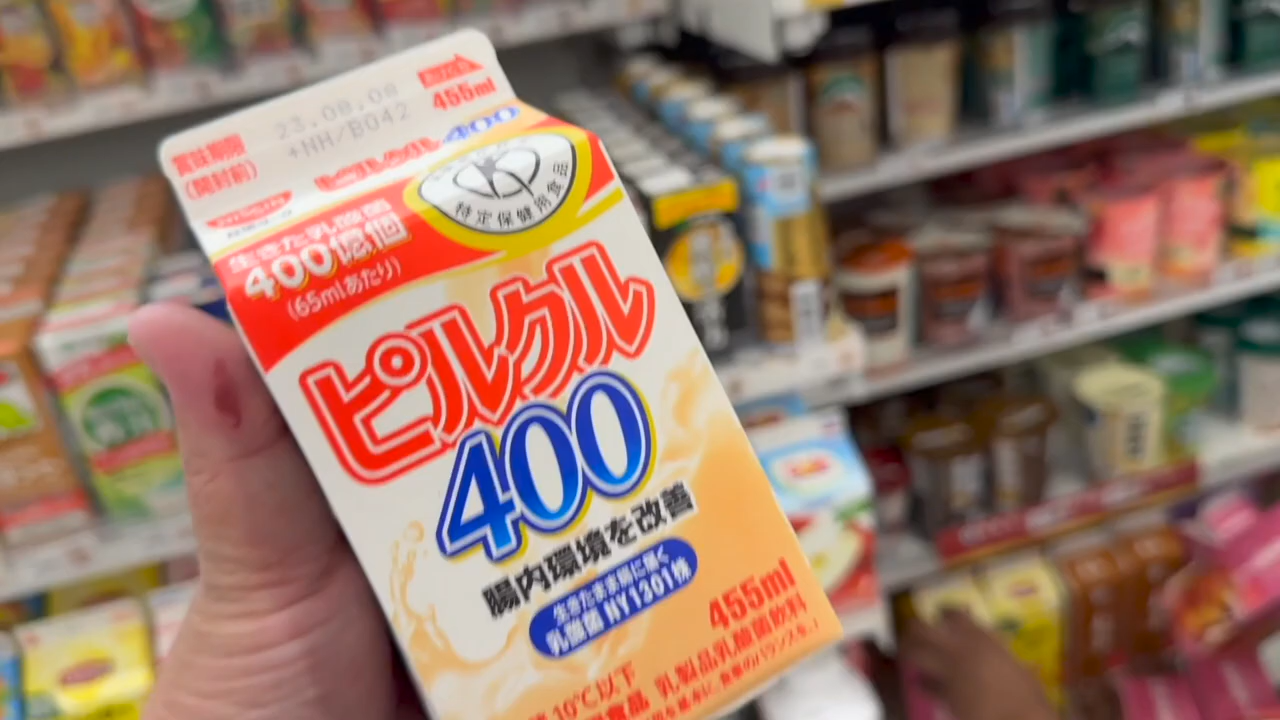 賞味期限
(開封前)
23.08.08
+NH/B042
455ml
ピルクル400
NISSIN
特定保健用食品
生きた乳酸菌
400億個
(65mlあたり)
ピルクル
400
腸内環境を改善
生きたまま腸に届く
乳酸菌 NY1301株
455ml
10℃以下
乳製品乳酸菌飲料
Dole